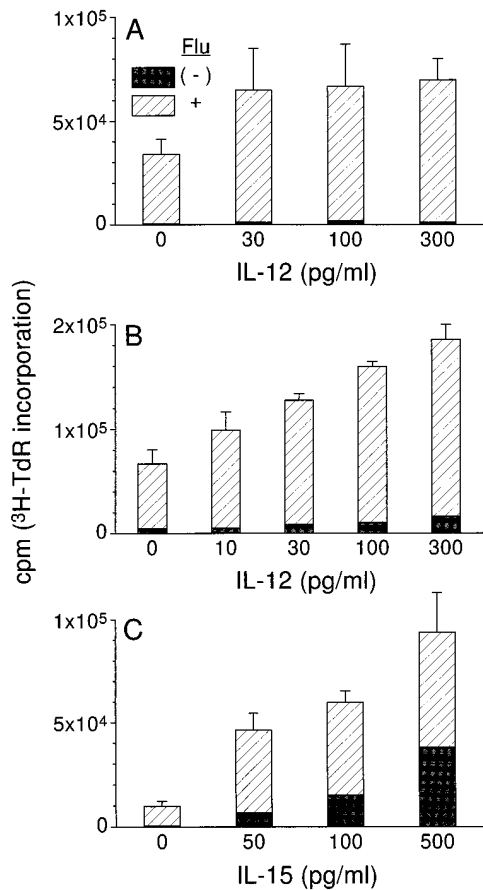 A
Flu
(-)
+
1x10⁵
5x10⁴
0
0 30 100 300
IL-12 (pg/ml)
cpm (³H-TdR incorporation)
B
2x10⁵
1x10⁵
0
0 10 30 100 300
IL-12 (pg/ml)
C
1x10⁵
5x10⁴
0
0 50 100 500
IL-15 (pg/ml)